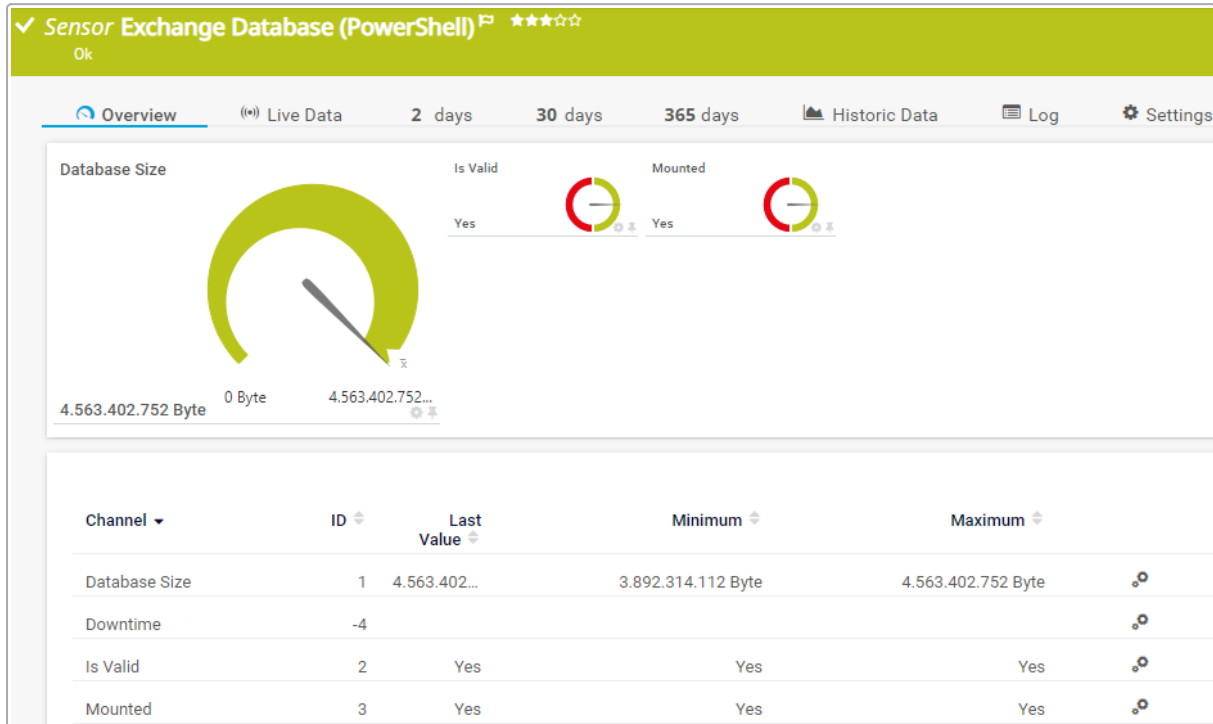 Sensor Exchange Database (PowerShell)
Ok
Overview Live Data 2 days 30 days 365 days Historic Data Log Settings
Database Size
Is Valid
Mounted
Yes
Yes
0 Byte
4.563.402.752...
x̅
4.563.402.752 Byte
Channel ID Last Value Minimum Maximum
Database Size 1 4.563.402... 3.892.314.112 Byte 4.563.402.752 Byte
Downtime -4
Is Valid 2 Yes Yes Yes
Mounted 3 Yes Yes Yes